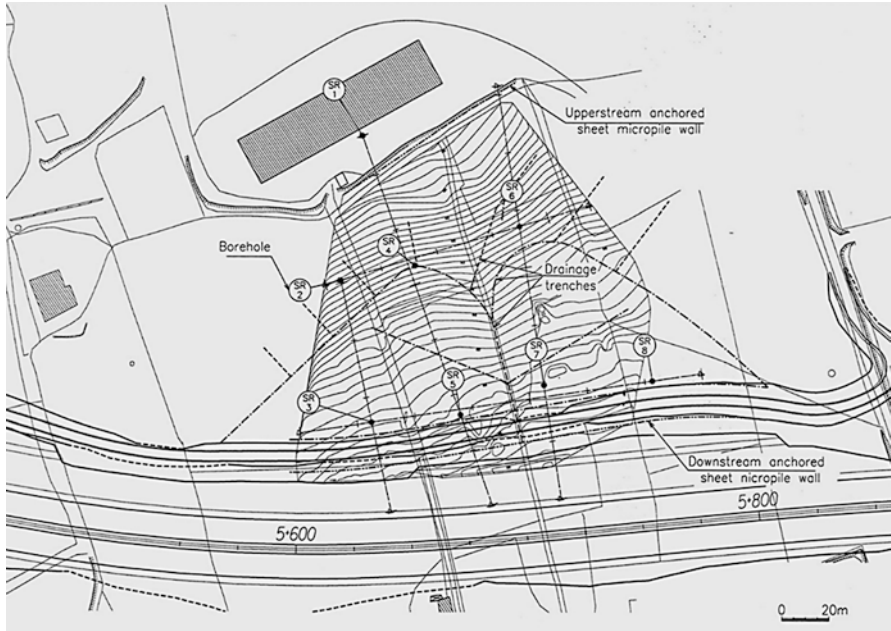 SR
1
Upperstream anchored
sheet micropile wall
SR
6
Borehole
SR
4
Drainage
trenches
SR
2
SR
7
SR
8
SR
5
SR
3
Downstream anchored
sheet nicropile wall
5+800
5+600
0 20m